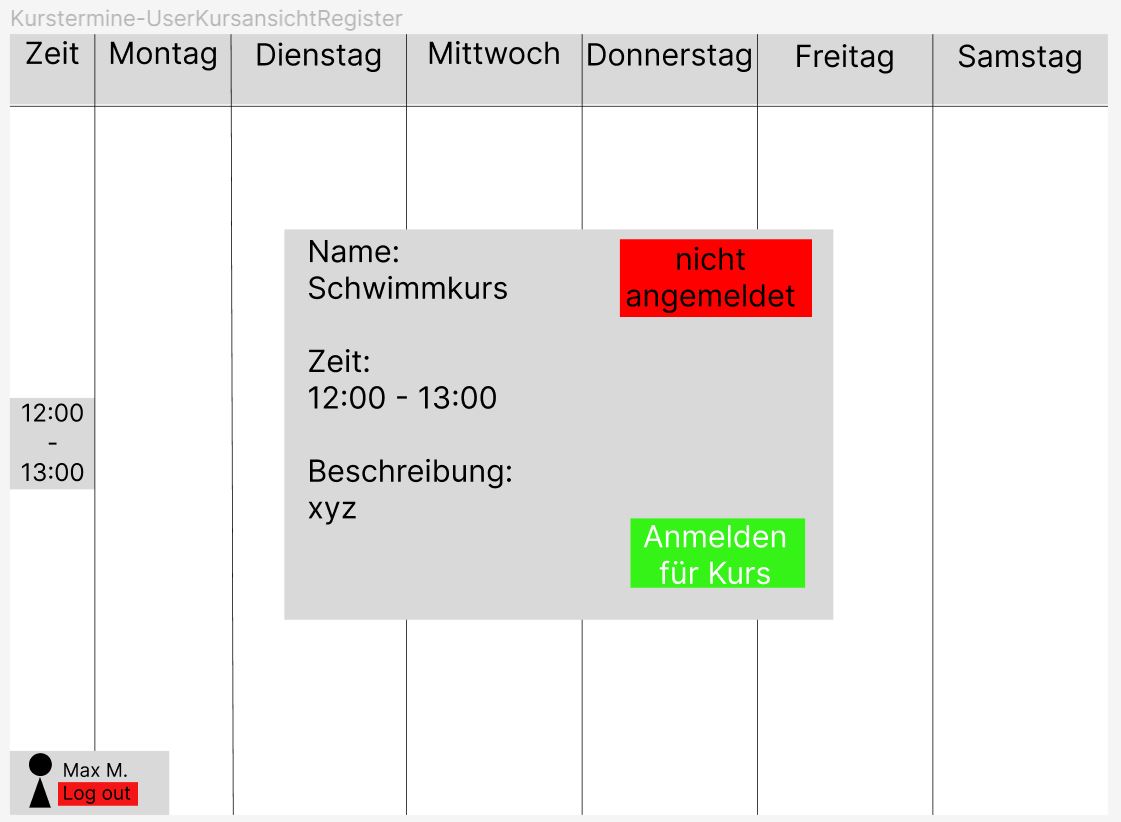 Kurstermine-UserKursansichtRegister
Zeit
Montag
Dienstag
Mittwoch
Donnerstag
Freitag
Samstag
Name:
Schwimmkurs
nicht
angemeldet
Zeit:
12:00 - 13:00
12:00
-
13:00
Beschreibung:
xyz
Anmelden
für Kurs
Max M.
Log out